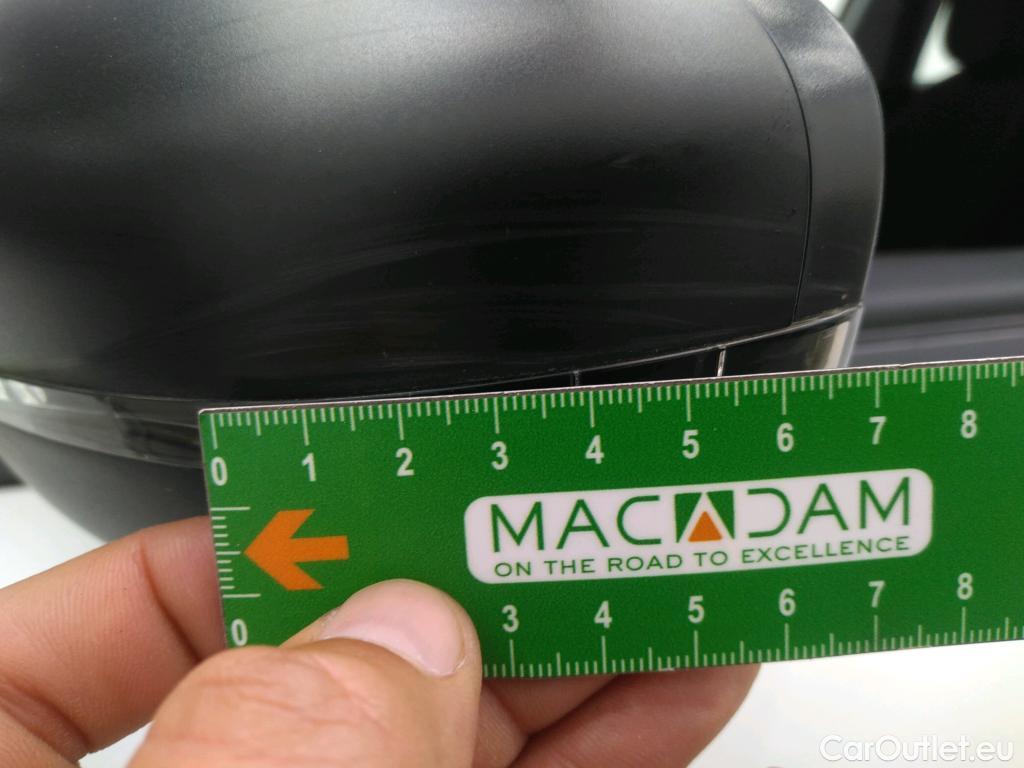 0 1 2 3 4 5 6 7 8
MACADAM
ON THE ROAD TO EXCELLENCE
0 3 4 5 6 7 8
CarOutlet.eu